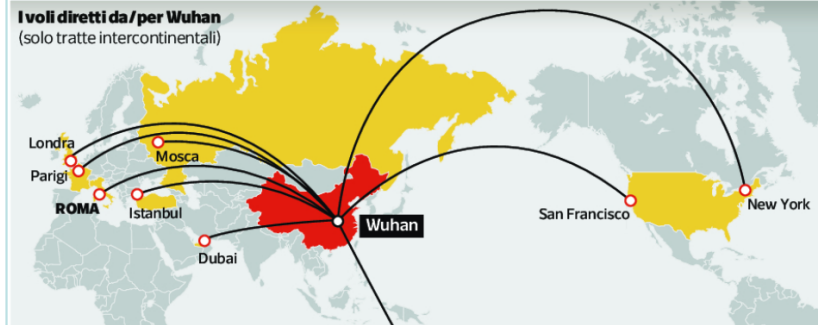 I voli diretti da/per Wuhan
(solo tratte intercontinentali)
Londra
Mosca
Parigi
ROMA
Istanbul
Dubai
Wuhan
San Francisco
New York